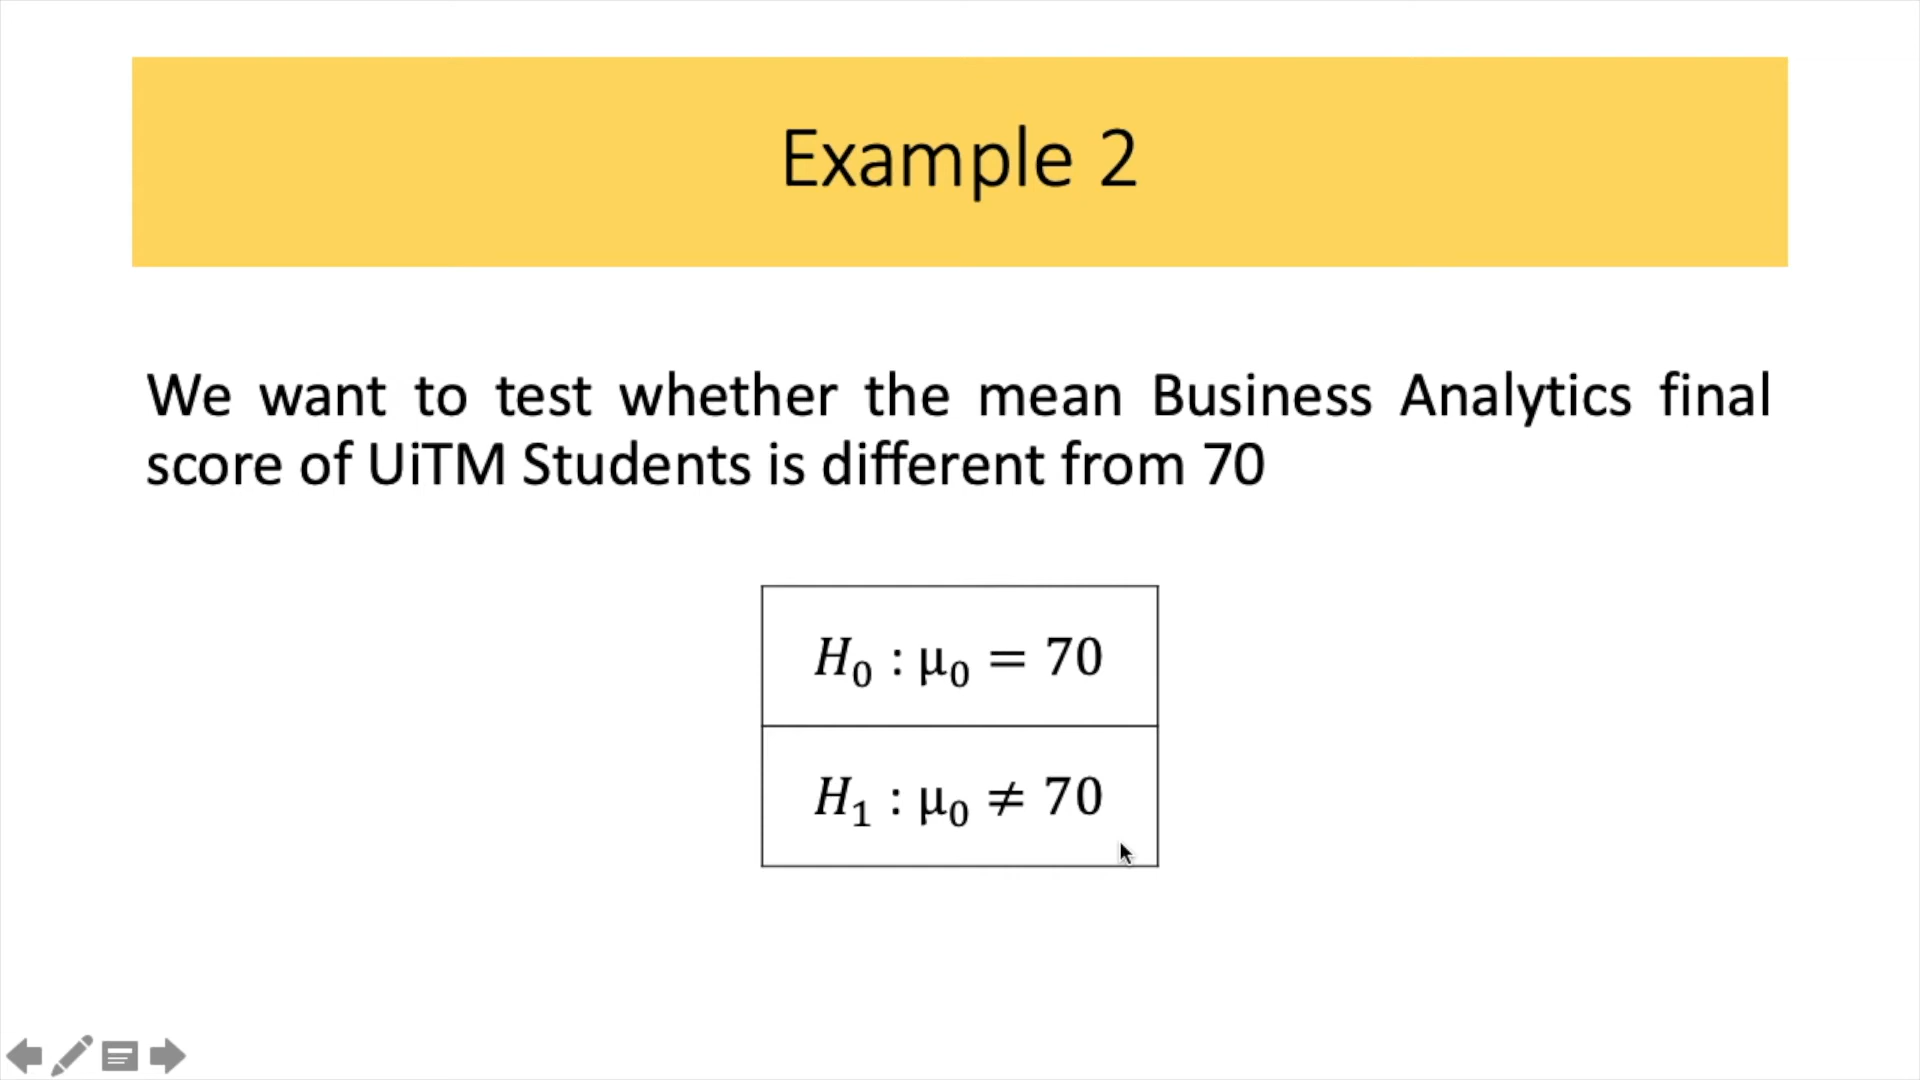 Example 2
We want to test whether the mean Business Analytics final
score of UiTM Students is different from 70
H₀ : μ₀ = 70
H₁ : μ₀ ≠ 70